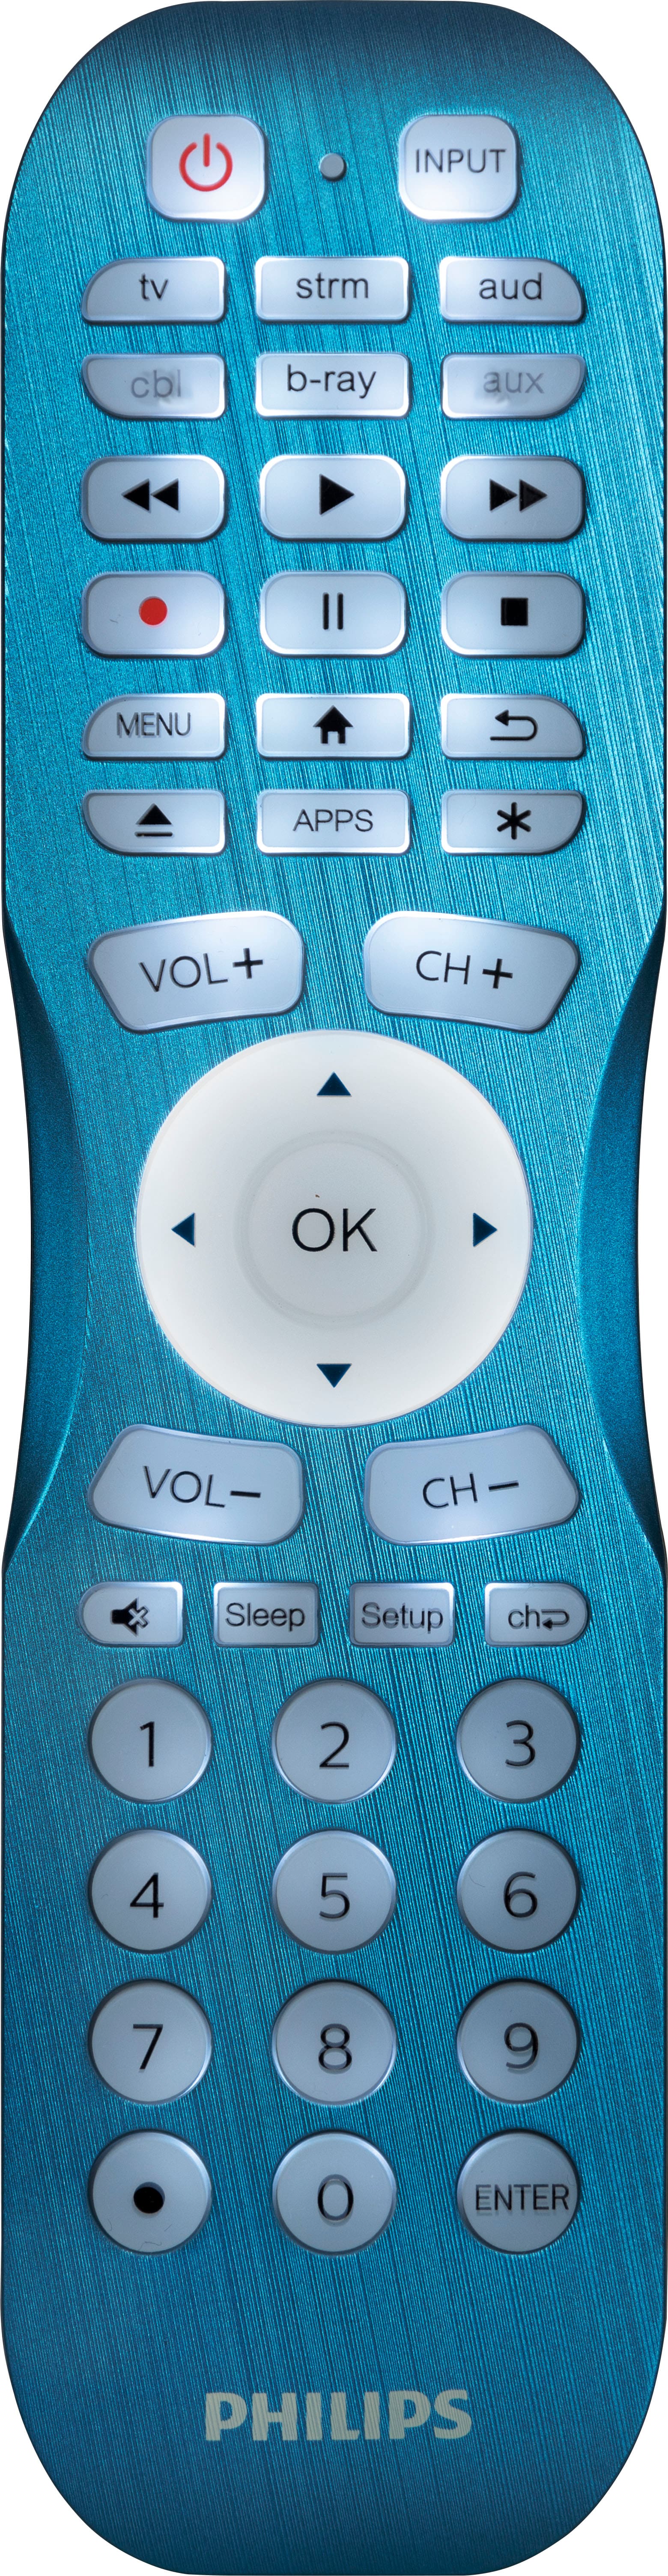 INPUT
tv strm aud
cbl b-ray aux
MENU
APPS
VOL+ CH+
OK
VOL− CH−
Sleep Setup ch
1 2 3
4 5 6
7 8 9
0 ENTER
PHILIPS